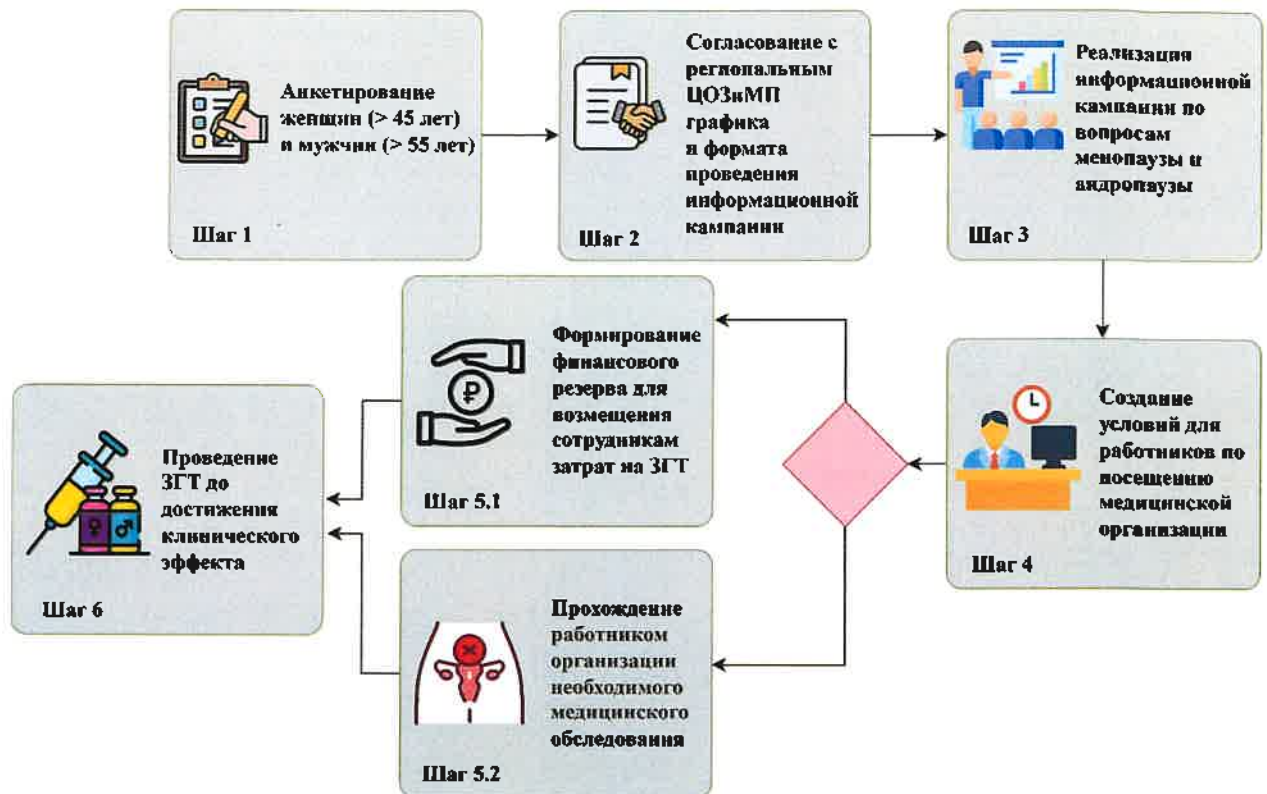 Анкетирование
женщин (> 45 лет)
и мужчин (> 55 лет)
Шаг 1
Согласование с
региональным
ЦОЗиМП
графика
и формата
проведения
информационной
кампании
Шаг 2
Реализация
информационной
кампании по
вопросам
менопаузы и
андропаузы
Шаг 3
Создание
условий для
работников по
посещению
медицинской
организации
Шаг 4
Формирование
финансового
резерва для
возмещения
сотрудникам
затрат на ЗГТ
Шаг 5.1
Прохождение
работником
организации
необходимого
медицинского
обследования
Шаг 5.2
Проведение
ЗГТ до
достижения
клинического
эффекта
Шаг 6